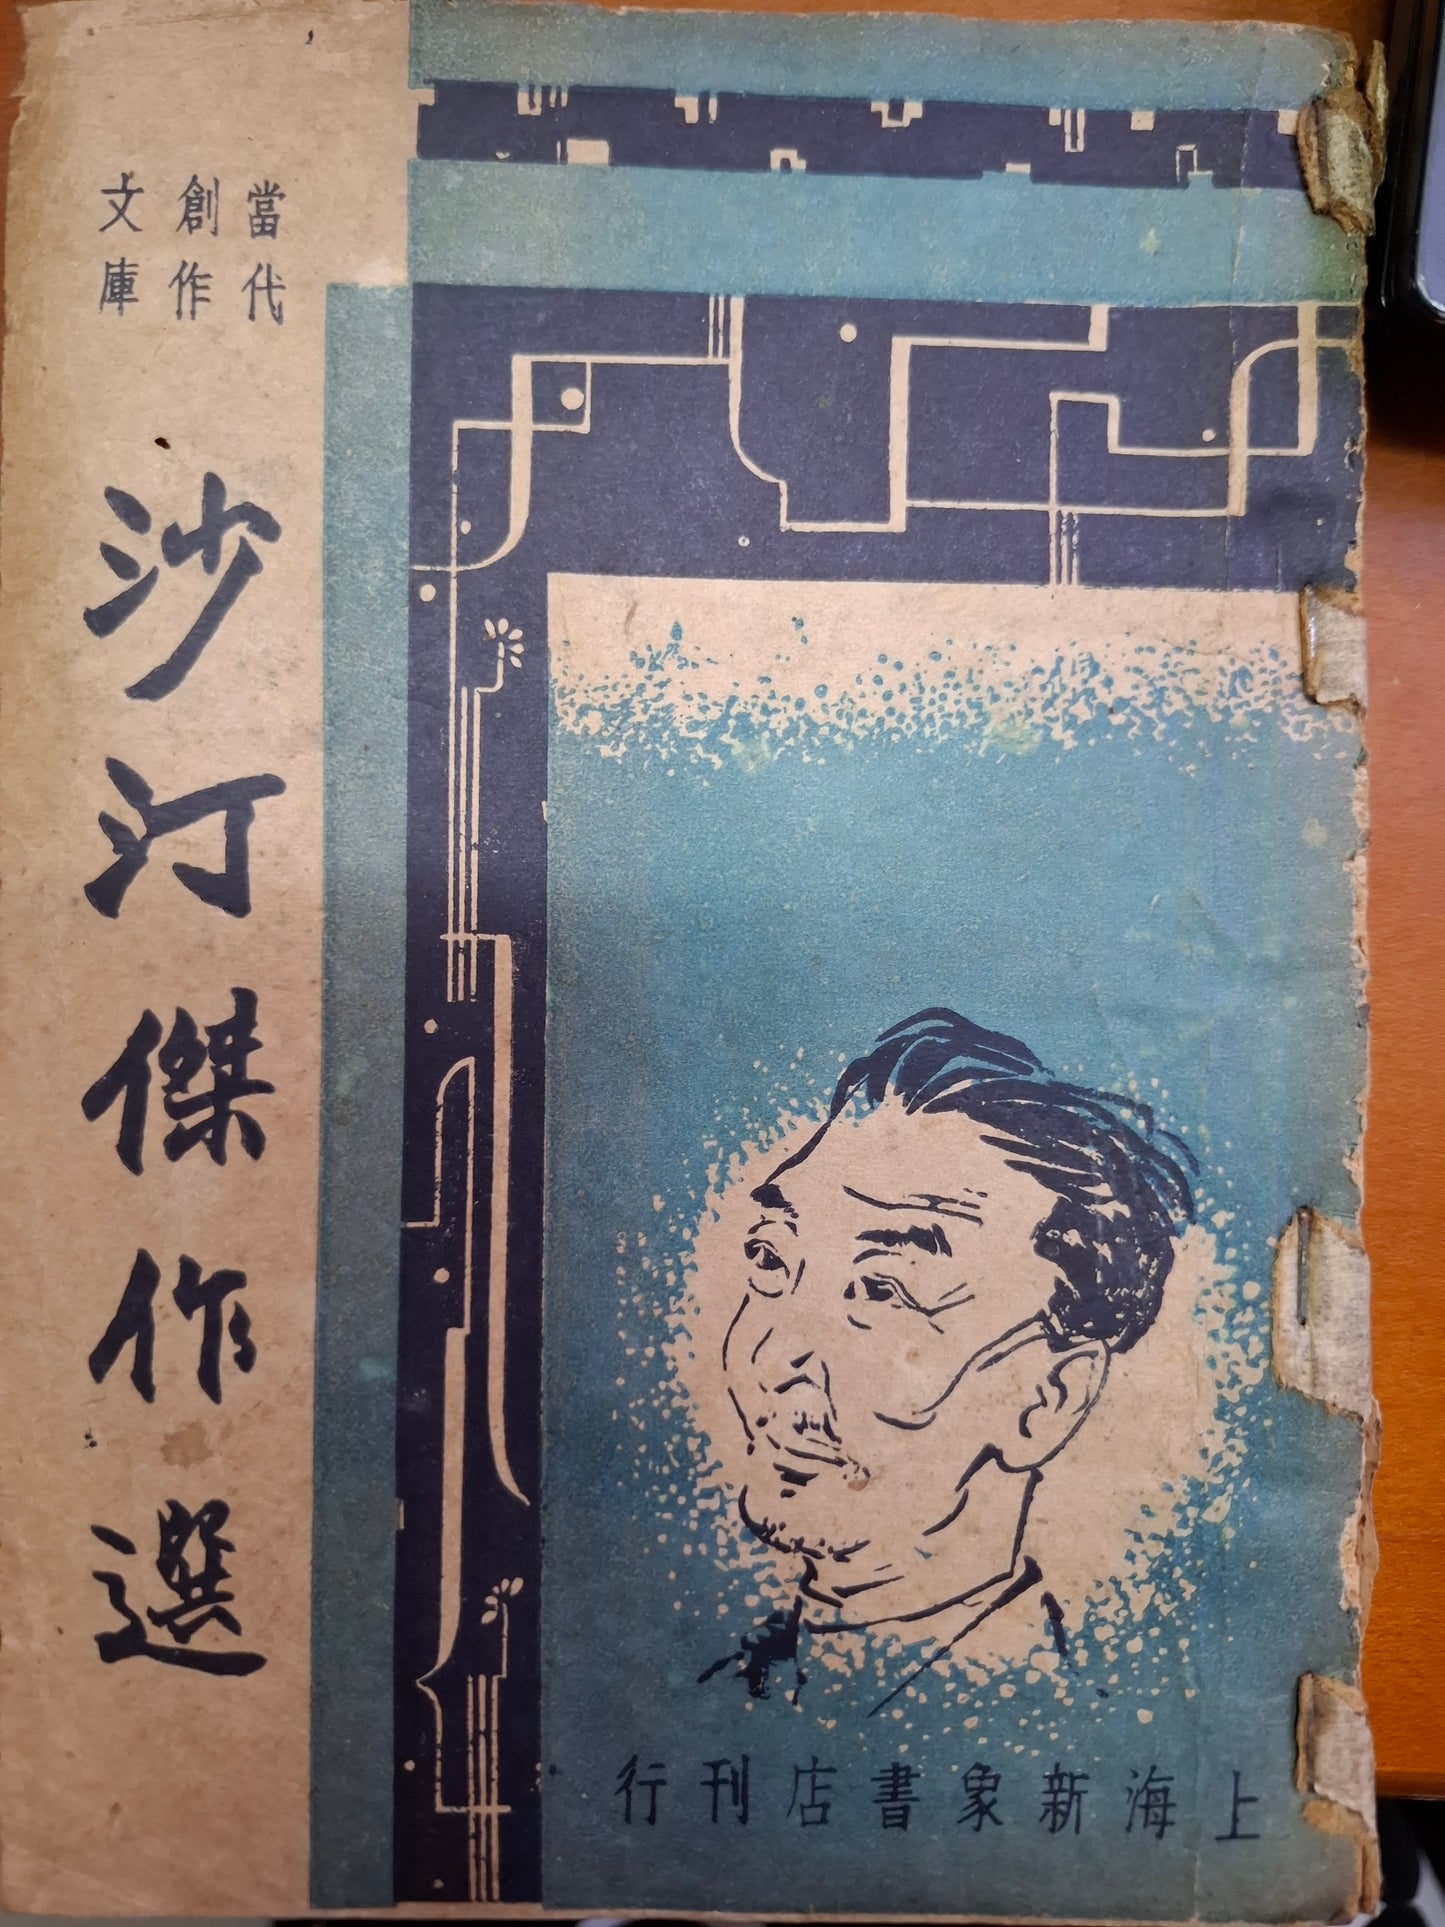 當代
創作
文庫
沙汀傑作選
上海新象書店刊行